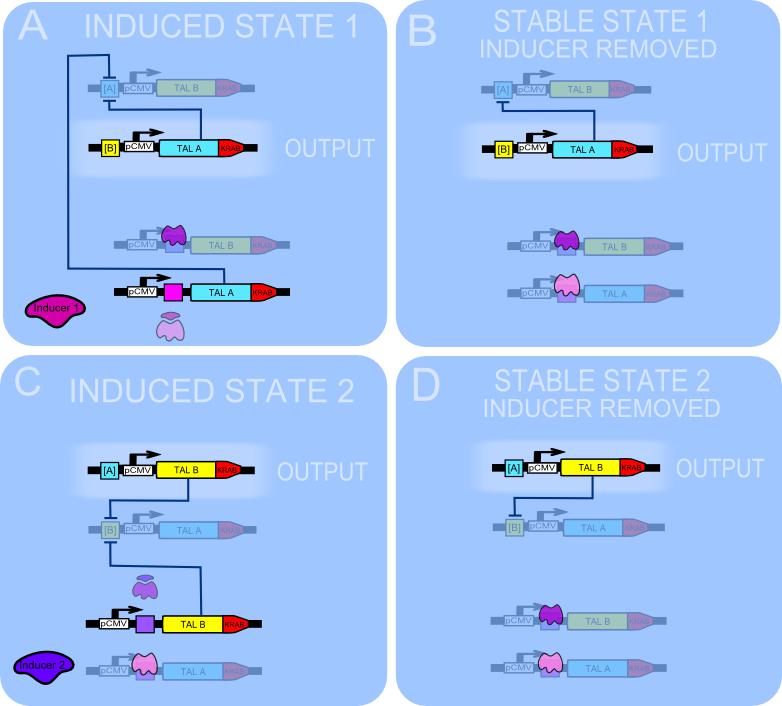 A
INDUCED STATE 1
[A] pCMV TAL B KRAB
[B] pCMV TAL A KRAB
OUTPUT
pCMV TAL B KRAB
pCMV TAL A KRAB
Inducer 1
B
STABLE STATE 1
INDUCER REMOVED
[A] pCMV TAL B KRAB
[B] pCMV TAL A KRAB
OUTPUT
pCMV TAL B KRAB
pCMV TAL A KRAB
C
INDUCED STATE 2
[A] pCMV TAL B KRAB
OUTPUT
[B] pCMV TAL A KRAB
pCMV TAL B KRAB
Inducer 2
pCMV TAL A KRAB
D
STABLE STATE 2
INDUCER REMOVED
[A] pCMV TAL B KRAB
OUTPUT
[B] pCMV TAL A KRAB
pCMV TAL B KRAB
pCMV TAL A KRAB